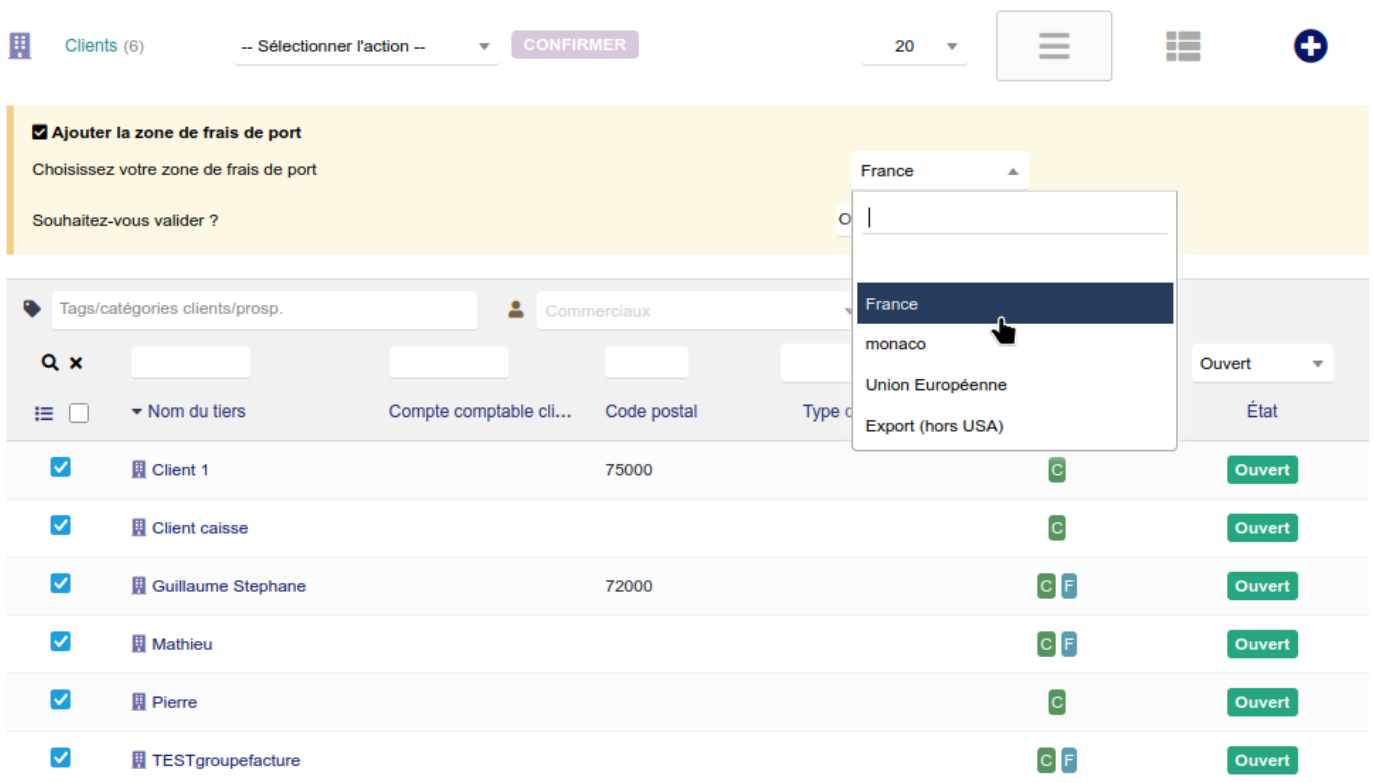 Clients (6) -- Sélectionner l'action -- CONFIRMER 20
Ajouter la zone de frais de port
Choisissez votre zone de frais de port France
Souhaitez-vous valider ? O
France
monaco
Union Européenne
Export (hors USA)
Tags/catégories clients/prosp. Commerciaux
Ouvert
Nom du tiers Compte comptable cli... Code postal Type d État
Client 1 75000 C Ouvert
Client caisse C Ouvert
Guillaume Stephane 72000 C F Ouvert
Mathieu C F Ouvert
Pierre C Ouvert
TESTgroupefacture C F Ouvert